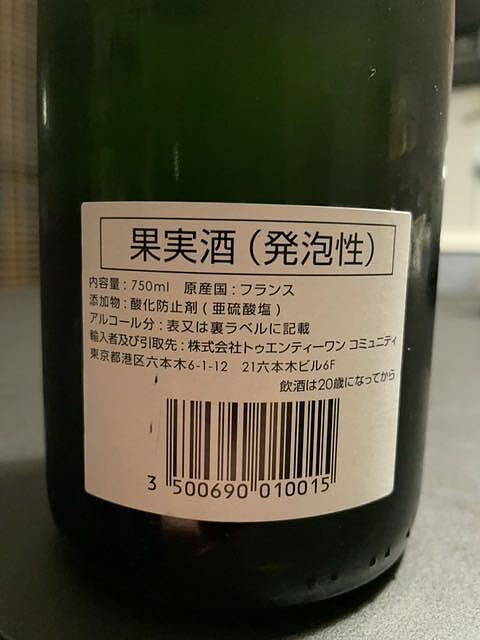 果実酒(発泡性)
内容量:750ml 原産国:フランス
添加物:酸化防止剤(亜硫酸塩)
アルコール分:表又は裏ラベルに記載
輸入者及び引取先:株式会社トゥエンティーワン コミュニティ
東京都港区六本木6-1-12 21六本木ビル6F
飲酒は20歳になってから
3 500690 010015